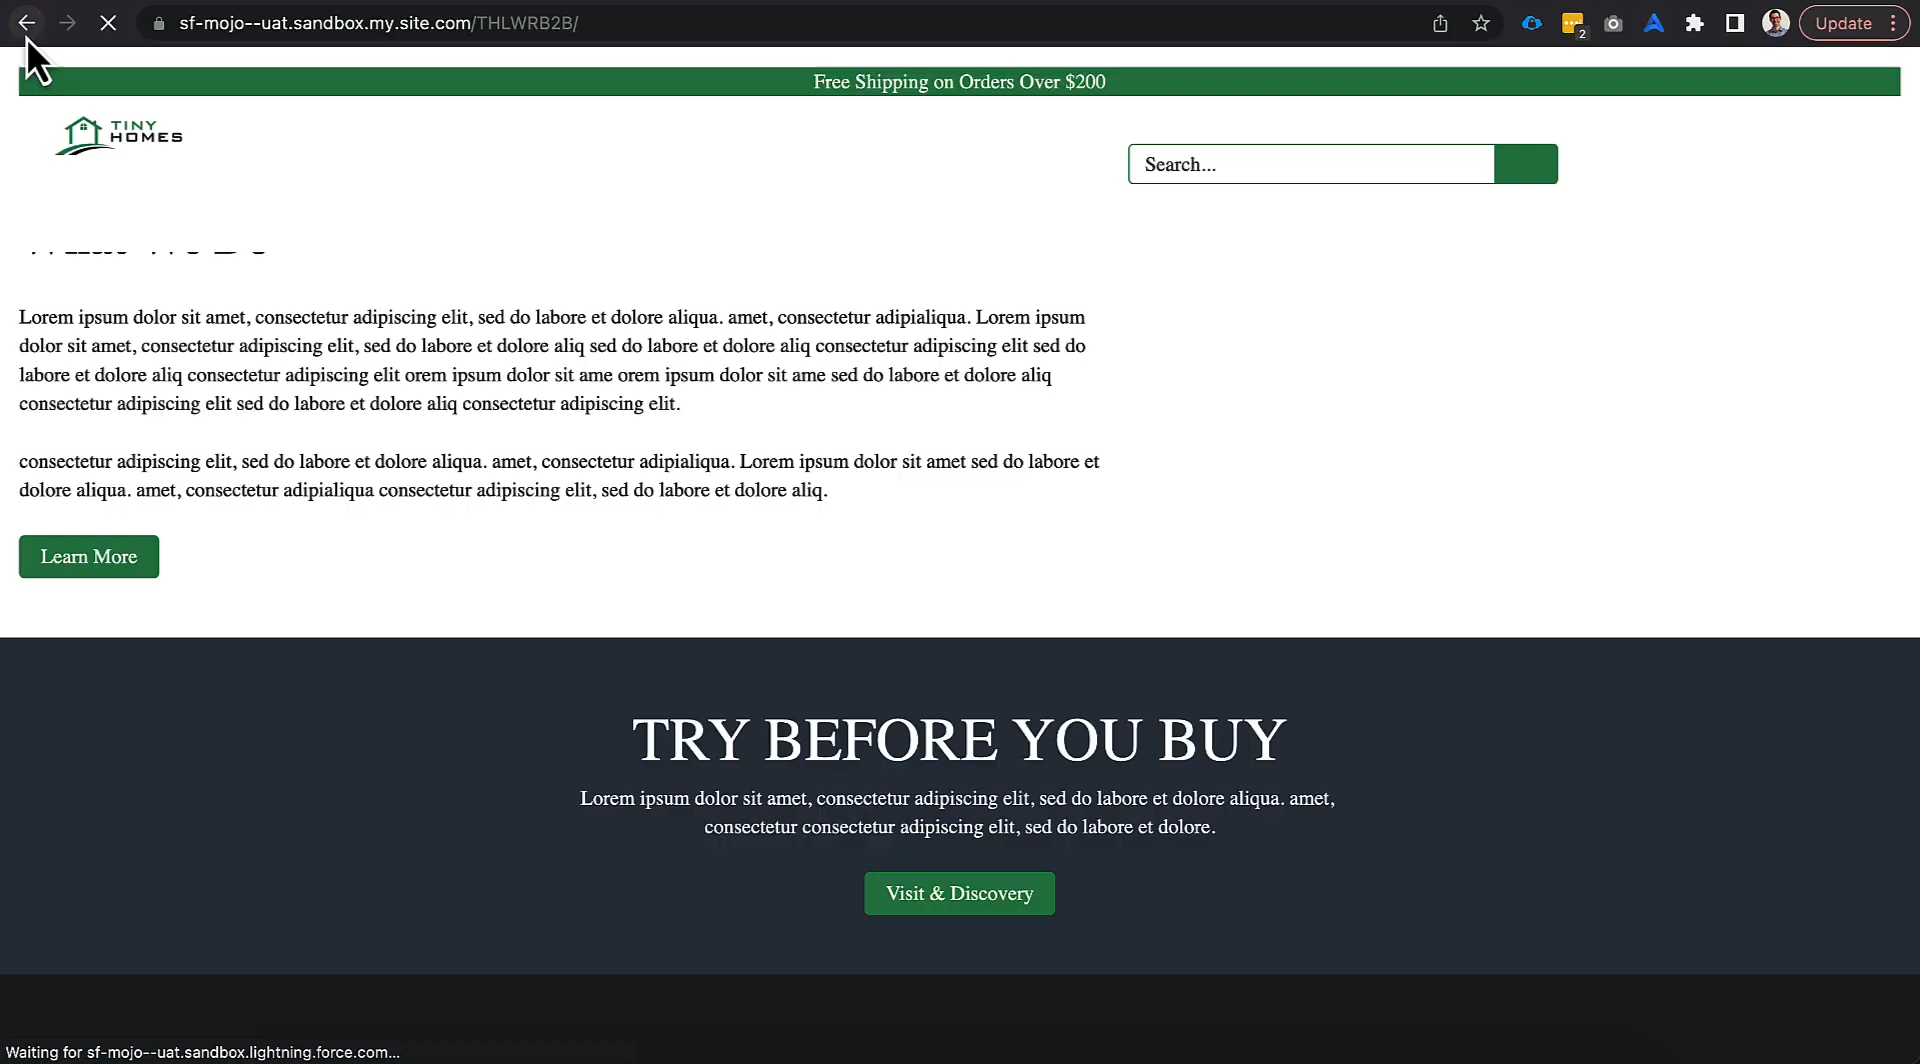 sf-mojo--uat.sandbox.my.site.com/THLWRB2B/
2
Update
Free Shipping on Orders Over $200
TINY
HOMES
Search...
Lorem ipsum dolor sit amet, consectetur adipiscing elit, sed do labore et dolore aliqua. amet, consectetur adipialiqua. Lorem ipsum
dolor sit amet, consectetur adipiscing elit, sed do labore et dolore aliq sed do labore et dolore aliq consectetur adipiscing elit sed do
labore et dolore aliq consectetur adipiscing elit orem ipsum dolor sit ame orem ipsum dolor sit ame sed do labore et dolore aliq
consectetur adipiscing elit sed do labore et dolore aliq consectetur adipiscing elit.
consectetur adipiscing elit, sed do labore et dolore aliqua. amet, consectetur adipialiqua. Lorem ipsum dolor sit amet sed do labore et
dolore aliqua. amet, consectetur adipialiqua consectetur adipiscing elit, sed do labore et dolore aliq.
Learn More
TRY BEFORE YOU BUY
Lorem ipsum dolor sit amet, consectetur adipiscing elit, sed do labore et dolore aliqua. amet,
consectetur consectetur adipiscing elit, sed do labore et dolore.
Visit & Discovery
Waiting for sf-mojo--uat.sandbox.lightning.force.com...